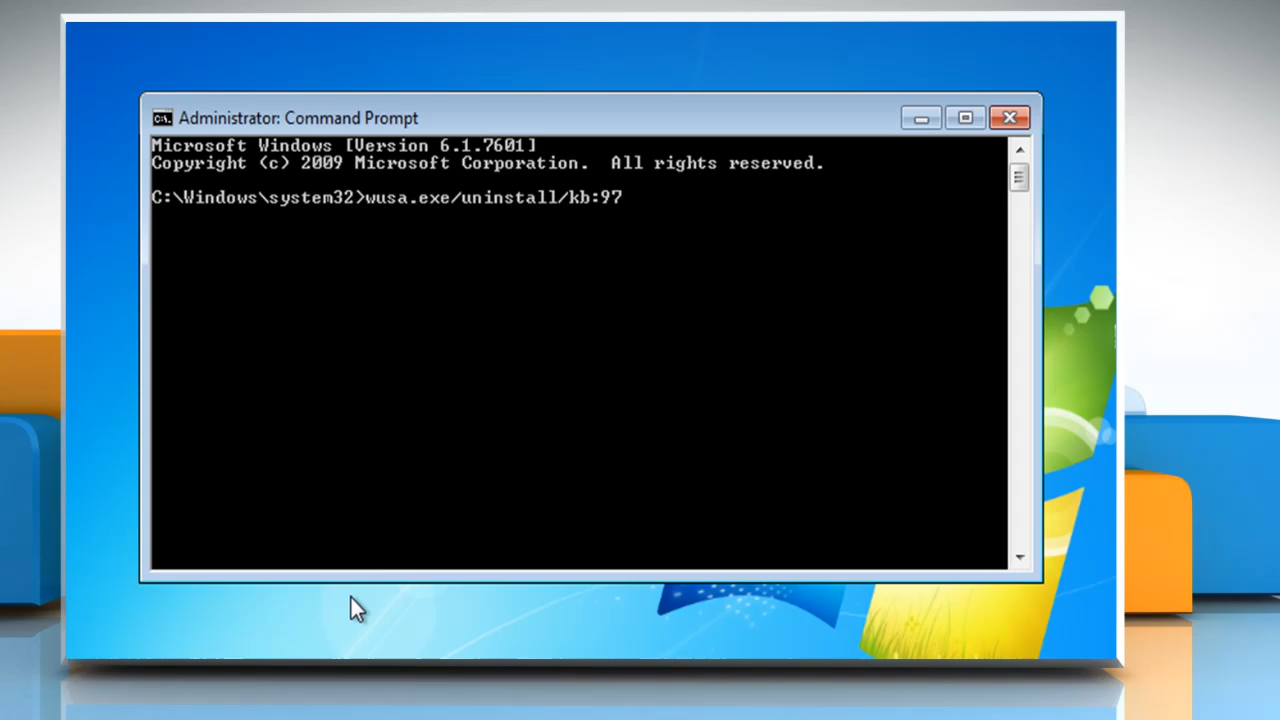 Administrator: Command Prompt
Microsoft Windows [Version 6.1.7601]
Copyright (c) 2009 Microsoft Corporation.  All rights reserved.
C:\Windows\system32>wusa.exe/uninstall/kb:97